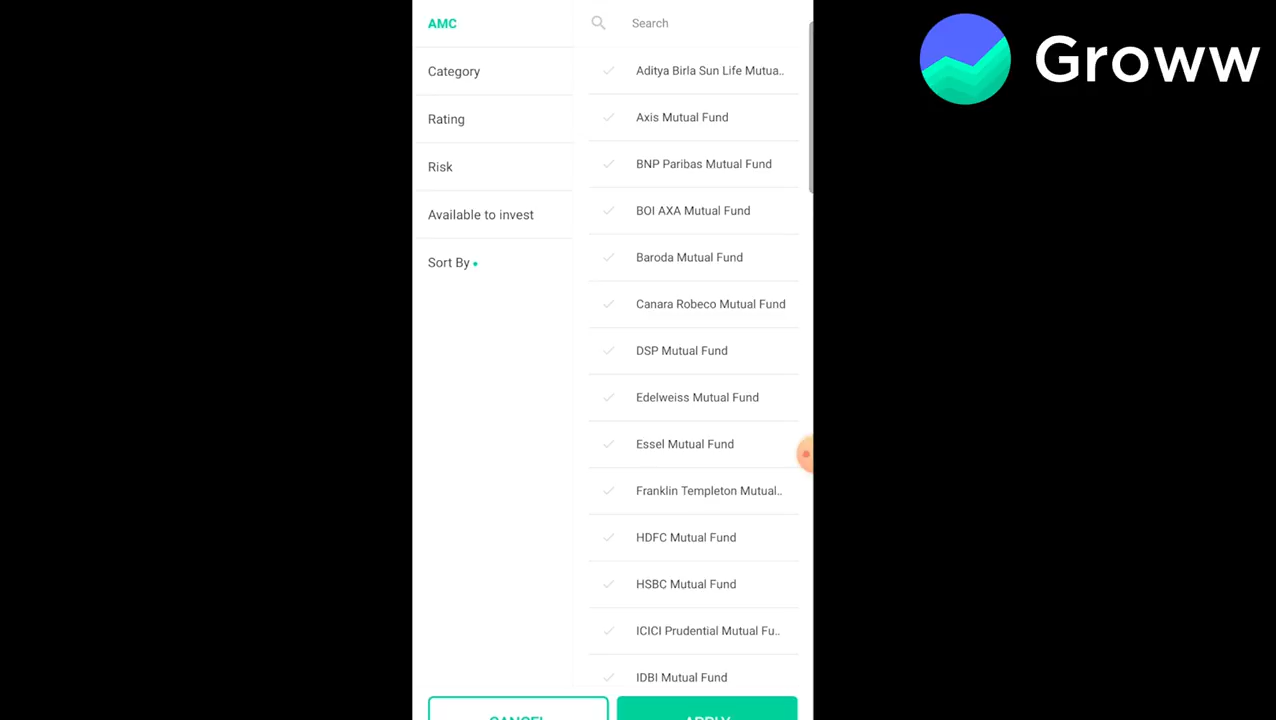 AMC
Category
Rating
Risk
Available to invest
Sort By
Search
Aditya Birla Sun Life Mutua..
Axis Mutual Fund
BNP Paribas Mutual Fund
BOI AXA Mutual Fund
Baroda Mutual Fund
Canara Robeco Mutual Fund
DSP Mutual Fund
Edelweiss Mutual Fund
Essel Mutual Fund
Franklin Templeton Mutual..
HDFC Mutual Fund
HSBC Mutual Fund
ICICI Prudential Mutual Fu..
IDBI Mutual Fund
CANCEL
APPLY
Groww